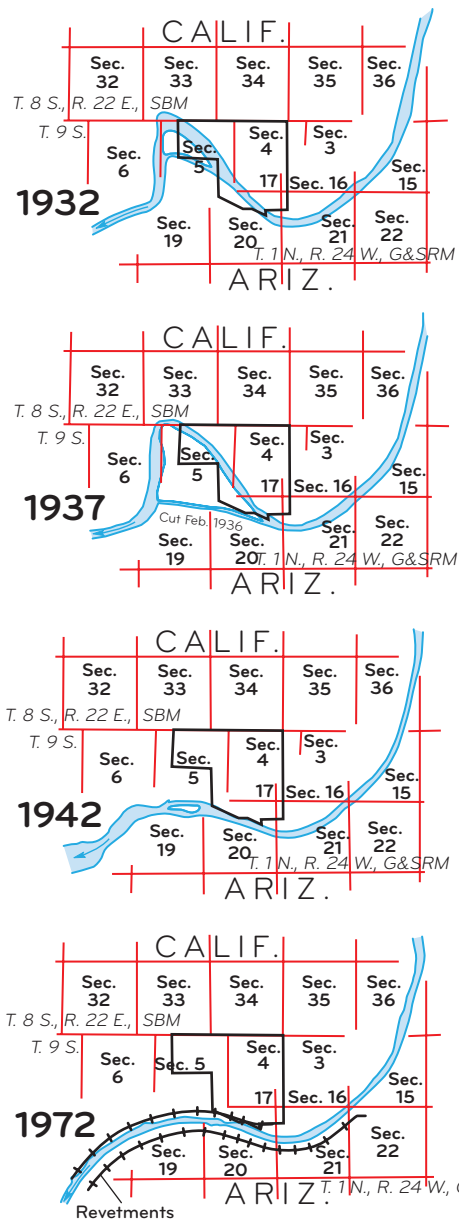 CALIF.
Sec. 32
Sec. 33
Sec. 34
Sec. 35
Sec. 36
T. 8 S., R. 22 E., SBM
T. 9 S.
Sec. 6
Sec. 5
Sec. 4
Sec. 3
17
Sec. 16
Sec. 15
1932
Sec. 19
Sec. 20
Sec. 21
Sec. 22
T. 1 N., R. 24 W., G&SRM
ARIZ.
CALIF.
Sec. 32
Sec. 33
Sec. 34
Sec. 35
Sec. 36
T. 8 S., R. 22 E., SBM
T. 9 S.
Sec. 6
Sec. 5
Sec. 4
Sec. 3
17
Sec. 16
Sec. 15
1937
Cut Feb. 1936
Sec. 19
Sec. 20
Sec. 21
Sec. 22
T. 1 N., R. 24 W., G&SRM
ARIZ.
CALIF.
Sec. 32
Sec. 33
Sec. 34
Sec. 35
Sec. 36
T. 8 S., R. 22 E., SBM
T. 9 S.
Sec. 6
Sec. 5
Sec. 4
Sec. 3
17
Sec. 16
Sec. 15
1942
Sec. 19
Sec. 20
Sec. 21
Sec. 22
T. 1 N., R. 24 W., G&SRM
ARIZ.
CALIF.
Sec. 32
Sec. 33
Sec. 34
Sec. 35
Sec. 36
T. 8 S., R. 22 E., SBM
T. 9 S.
Sec. 6
Sec. 5
Sec. 4
Sec. 3
17
Sec. 16
Sec. 15
1972
Sec. 19
Sec. 20
Sec. 21
Sec. 22
T. 1 N., R. 24 W.,
ARIZ.
Revetments